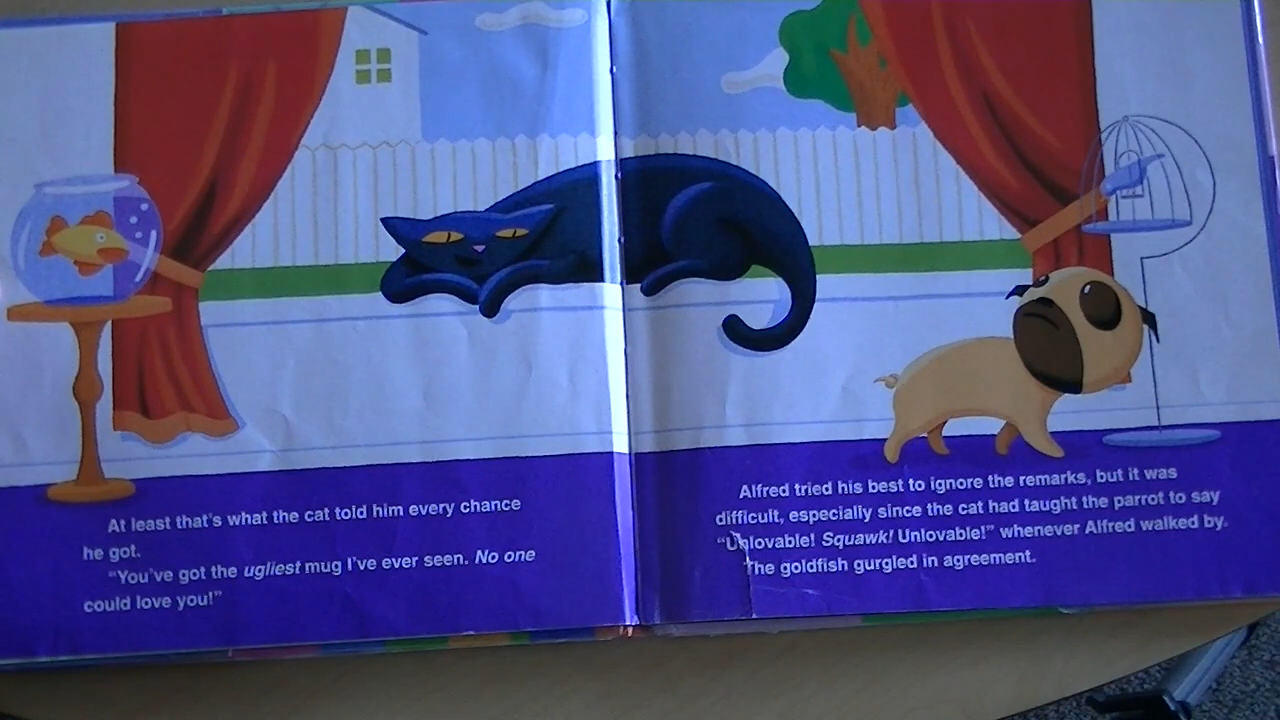 At least that's what the cat told him every chance
he got.
"You've got the ugliest mug I've ever seen. No one
could love you!"
Alfred tried his best to ignore the remarks, but it was
difficult, especially since the cat had taught the parrot to say
"Unlovable! Squawk! Unlovable!" whenever Alfred walked by.
The goldfish gurgled in agreement.